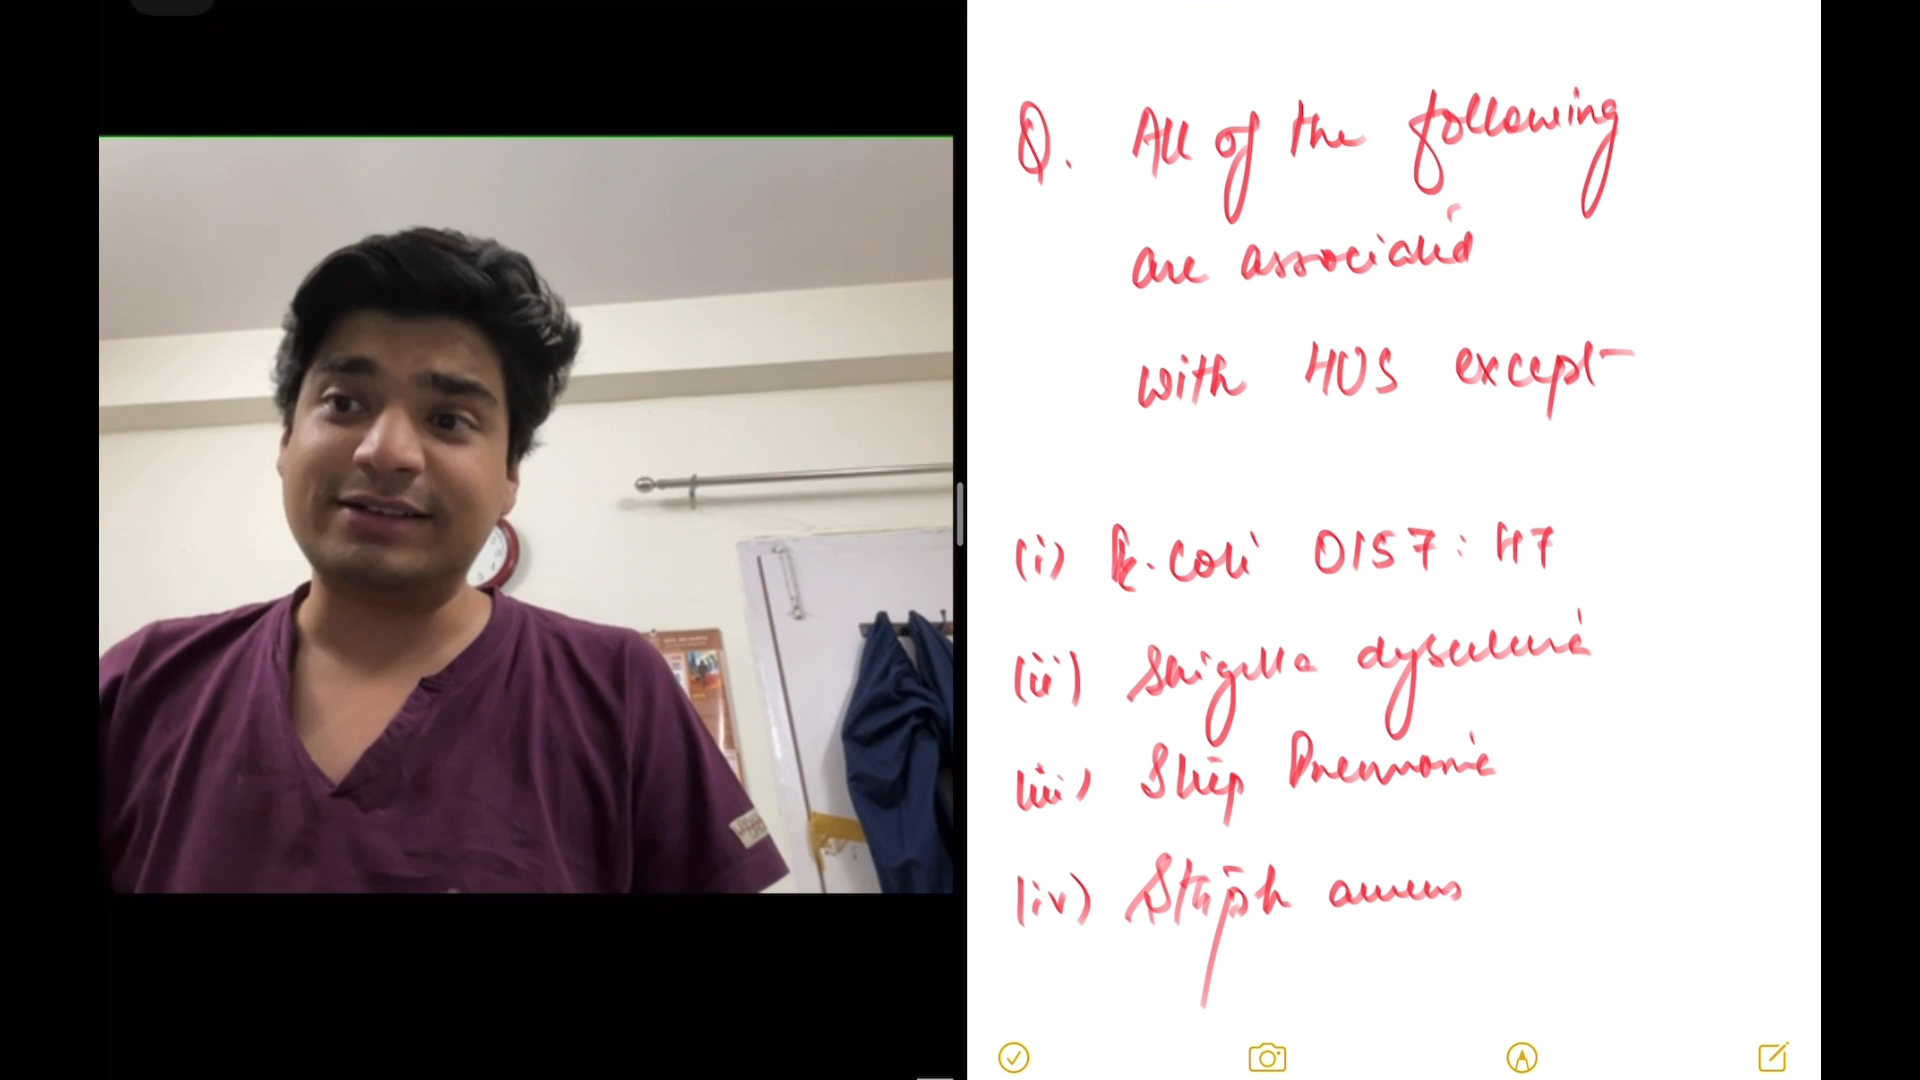 Q. All of the following
are associated
with HUS except
(i) E.coli O157:H7
(ii) Shigella dysenteriae
(iii) Strep Pneumoniae
(iv) Staph aureus